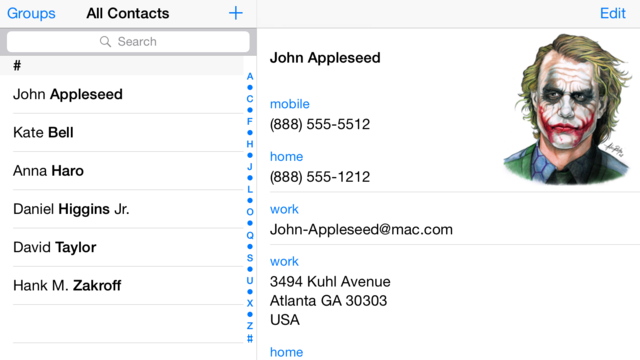 Groups
All Contacts
+
Search
#
John Appleseed
Kate Bell
Anna Haro
Daniel Higgins Jr.
David Taylor
Hank M. Zakroff
A
C
F
H
J
L
O
Q
S
U
X
Z
#
Edit
John Appleseed
mobile
(888) 555-5512
home
(888) 555-1212
work
John-Appleseed@mac.com
work
3494 Kuhl Avenue
Atlanta GA 30303
USA
home